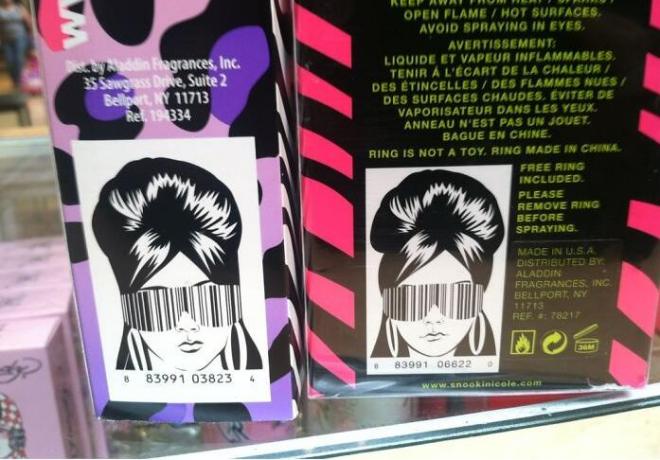 Dist. by Aladdin Fragrances, Inc.
35 Sawgrass Drive, Suite 2
Bellport, NY 11713
Ref. 194334
8 83991 03823 4
KEEP AWAY FROM HEAT / SPARKS /
OPEN FLAME / HOT SURFACES.
AVOID SPRAYING IN EYES.
AVERTISSEMENT:
LIQUIDE ET VAPEUR INFLAMMABLES.
TENIR À L'ÉCART DE LA CHALEUR /
DES ÉTINCELLES / DES FLAMMES NUES /
DES SURFACES CHAUDES. ÉVITER DE
VAPORISATEUR DANS LES YEUX.
ANNEAU N'EST PAS UN JOUET.
BAGUE EN CHINE.
RING IS NOT A TOY. RING MADE IN CHINA.
FREE RING
INCLUDED.
PLEASE
REMOVE RING
BEFORE
SPRAYING.
MADE IN U.S.A.
DISTRIBUTED BY:
ALADDIN
FRAGRANCES, INC.
BELLPORT, NY
11713
REF. #: 78217
36M
8 83991 06622 0
www.snookinicole.com